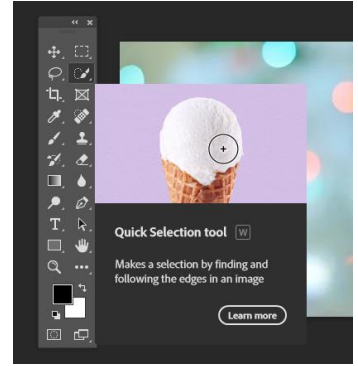 Quick Selection tool W
Makes a selection by finding and
following the edges in an image
Learn more